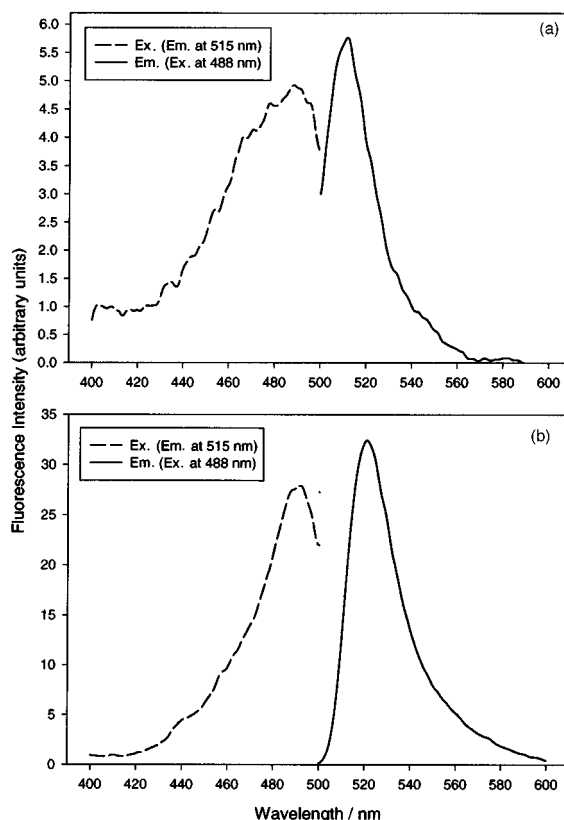 (a)
Ex. (Em. at 515 nm)
Em. (Ex. at 488 nm)
6.0
5.5
5.0
4.5
4.0
3.5
3.0
2.5
2.0
1.5
1.0
0.5
0.0
400 420 440 460 480 500 520 540 560 580 600
Fluorescence Intensity (arbitrary units)
(b)
Ex. (Em. at 515 nm)
Em. (Ex. at 488 nm)
35
30
25
20
15
10
5
0
400 420 440 460 480 500 520 540 560 580 600
Wavelength / nm